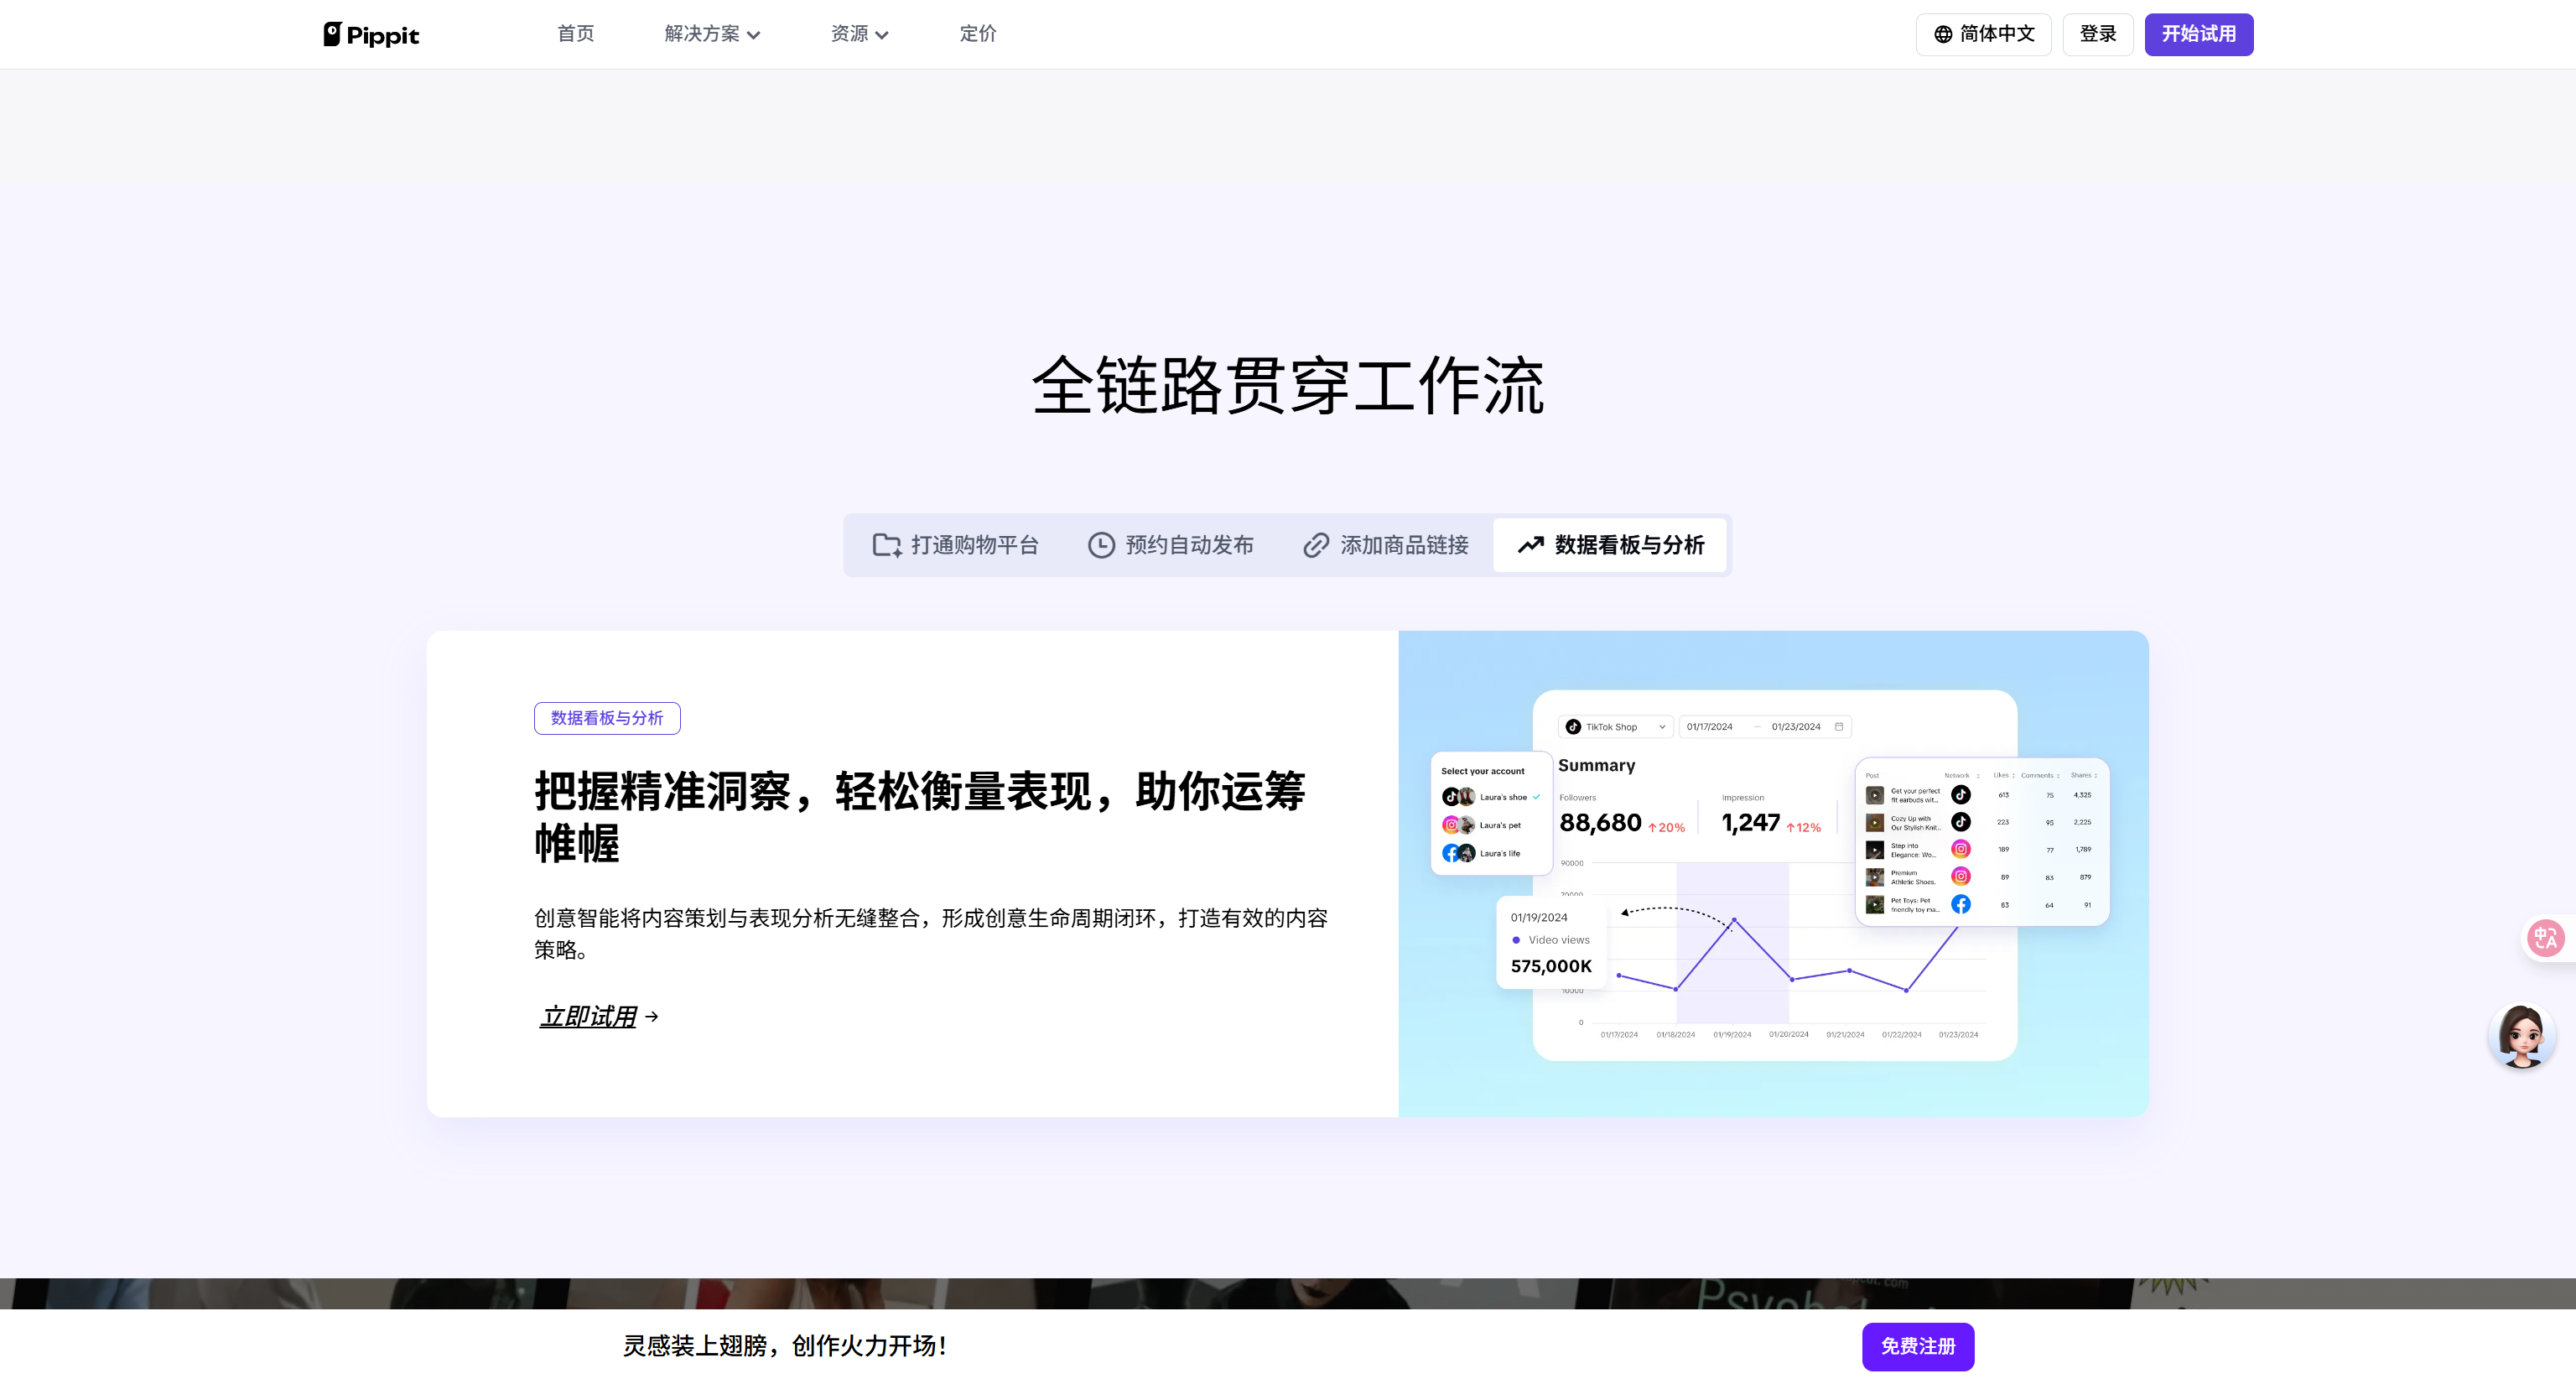 Pippit
首页
解决方案
资源
定价
简体中文
登录
开始试用
全链路贯穿工作流
打通购物平台
预约自动发布
添加商品链接
数据看板与分析
数据看板与分析
把握精准洞察，轻松衡量表现，助你运筹
帷幄
创意智能将内容策划与表现分析无缝整合，形成创意生命周期闭环，打造有效的内容
策略。
立即试用
TikTok Shop
01/17/2024 – 01/23/2024
Summary
Followers
88,680 ↑20%
Impression
1,247 ↑12%
Select your account
Laura's shoe
Laura's pet
Laura's life
Post Network Likes Comments Shares
Get your perfect
fit earbuds wit...
613 75 4,325
Cozy Up with
Our Stylish Knit...
223 95 2,225
Step into
Elegance: Wo...
189 77 1,789
Premium
Athletic Shoes.
89 83 879
Pet Toys: Pet
friendly toy ma...
63 64 91
90000
70000
10000
0
01/19/2024
Video views
575,000K
01/17/2024 01/18/2024 01/19/2024 01/20/2024 01/21/2024 01/22/2024 01/23/2024
中A
灵感装上翅膀，创作火力开场！
免费注册